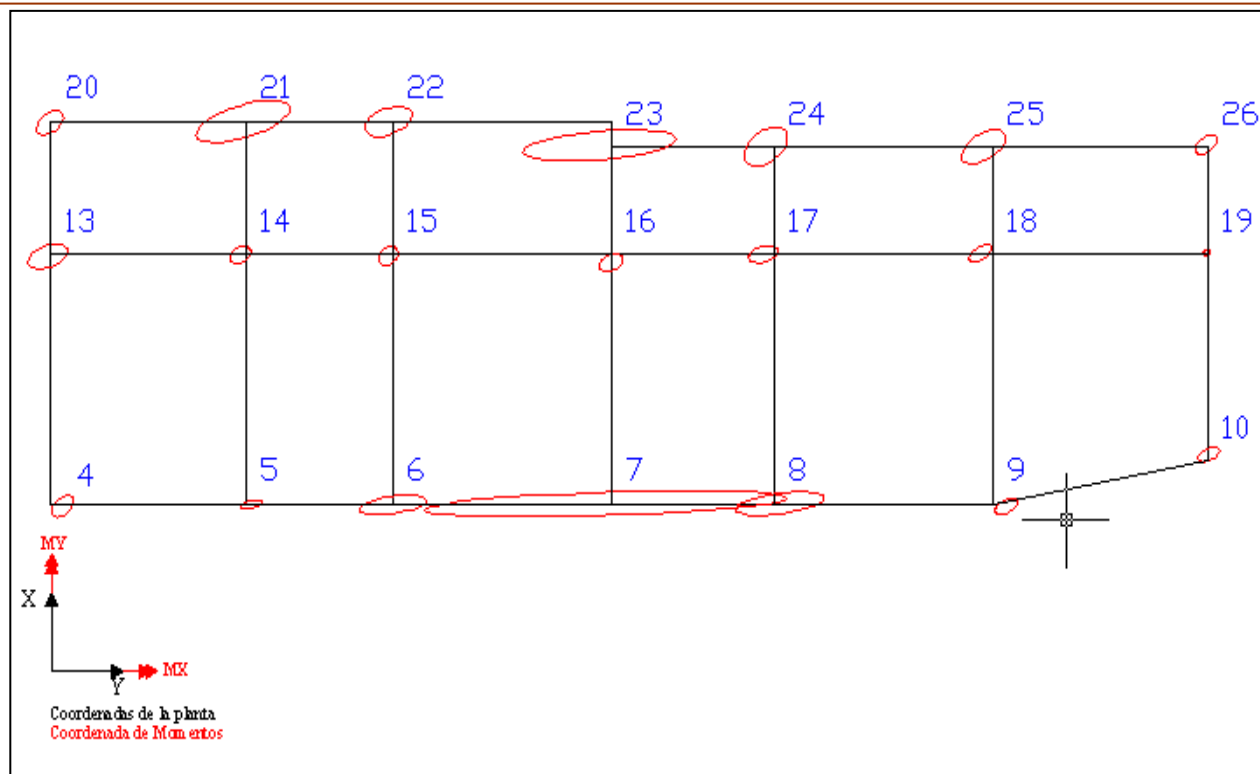 20 21 22
23 24 25 26
13 14 15 16 17 18 19
10
4 5 6 7 8 9
MY
X
MX
Y
Coordenadas de la planta
Coordenada de Momentos